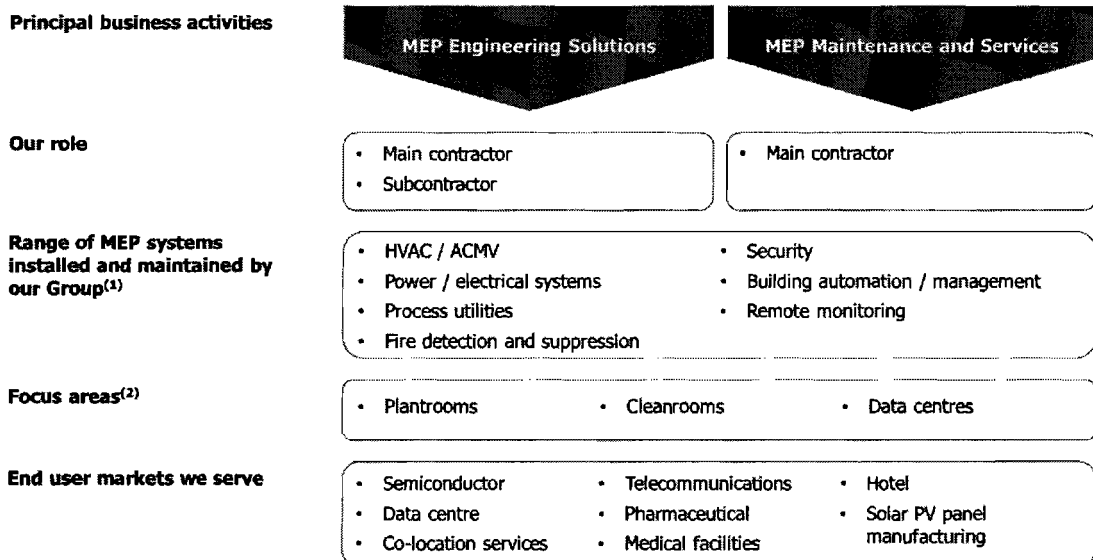 Principal business activities
MEP Engineering Solutions
MEP Maintenance and Services
Our role
• Main contractor
• Subcontractor
• Main contractor
Range of MEP systems
installed and maintained by
our Group(1)
• HVAC / ACMV
• Power / electrical systems
• Process utilities
• Fire detection and suppression
• Security
• Building automation / management
• Remote monitoring
Focus areas(2)
• Plantrooms
• Cleanrooms
• Data centres
End user markets we serve
• Semiconductor
• Data centre
• Co-location services
• Telecommunications
• Pharmaceutical
• Medical facilities
• Hotel
• Solar PV panel
manufacturing